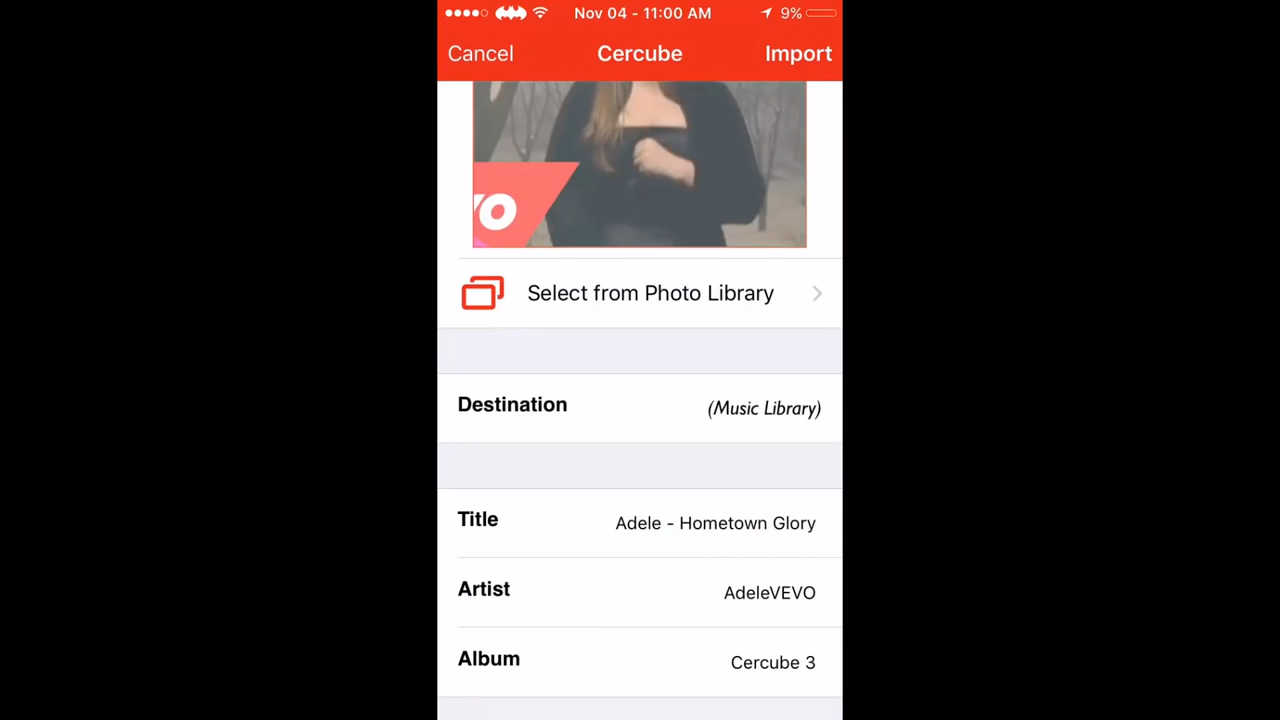 Nov 04 - 11:00 AM 9%
Cancel Cercube Import
VO
Select from Photo Library
Destination (Music Library)
Title Adele - Hometown Glory
Artist AdeleVEVO
Album Cercube 3